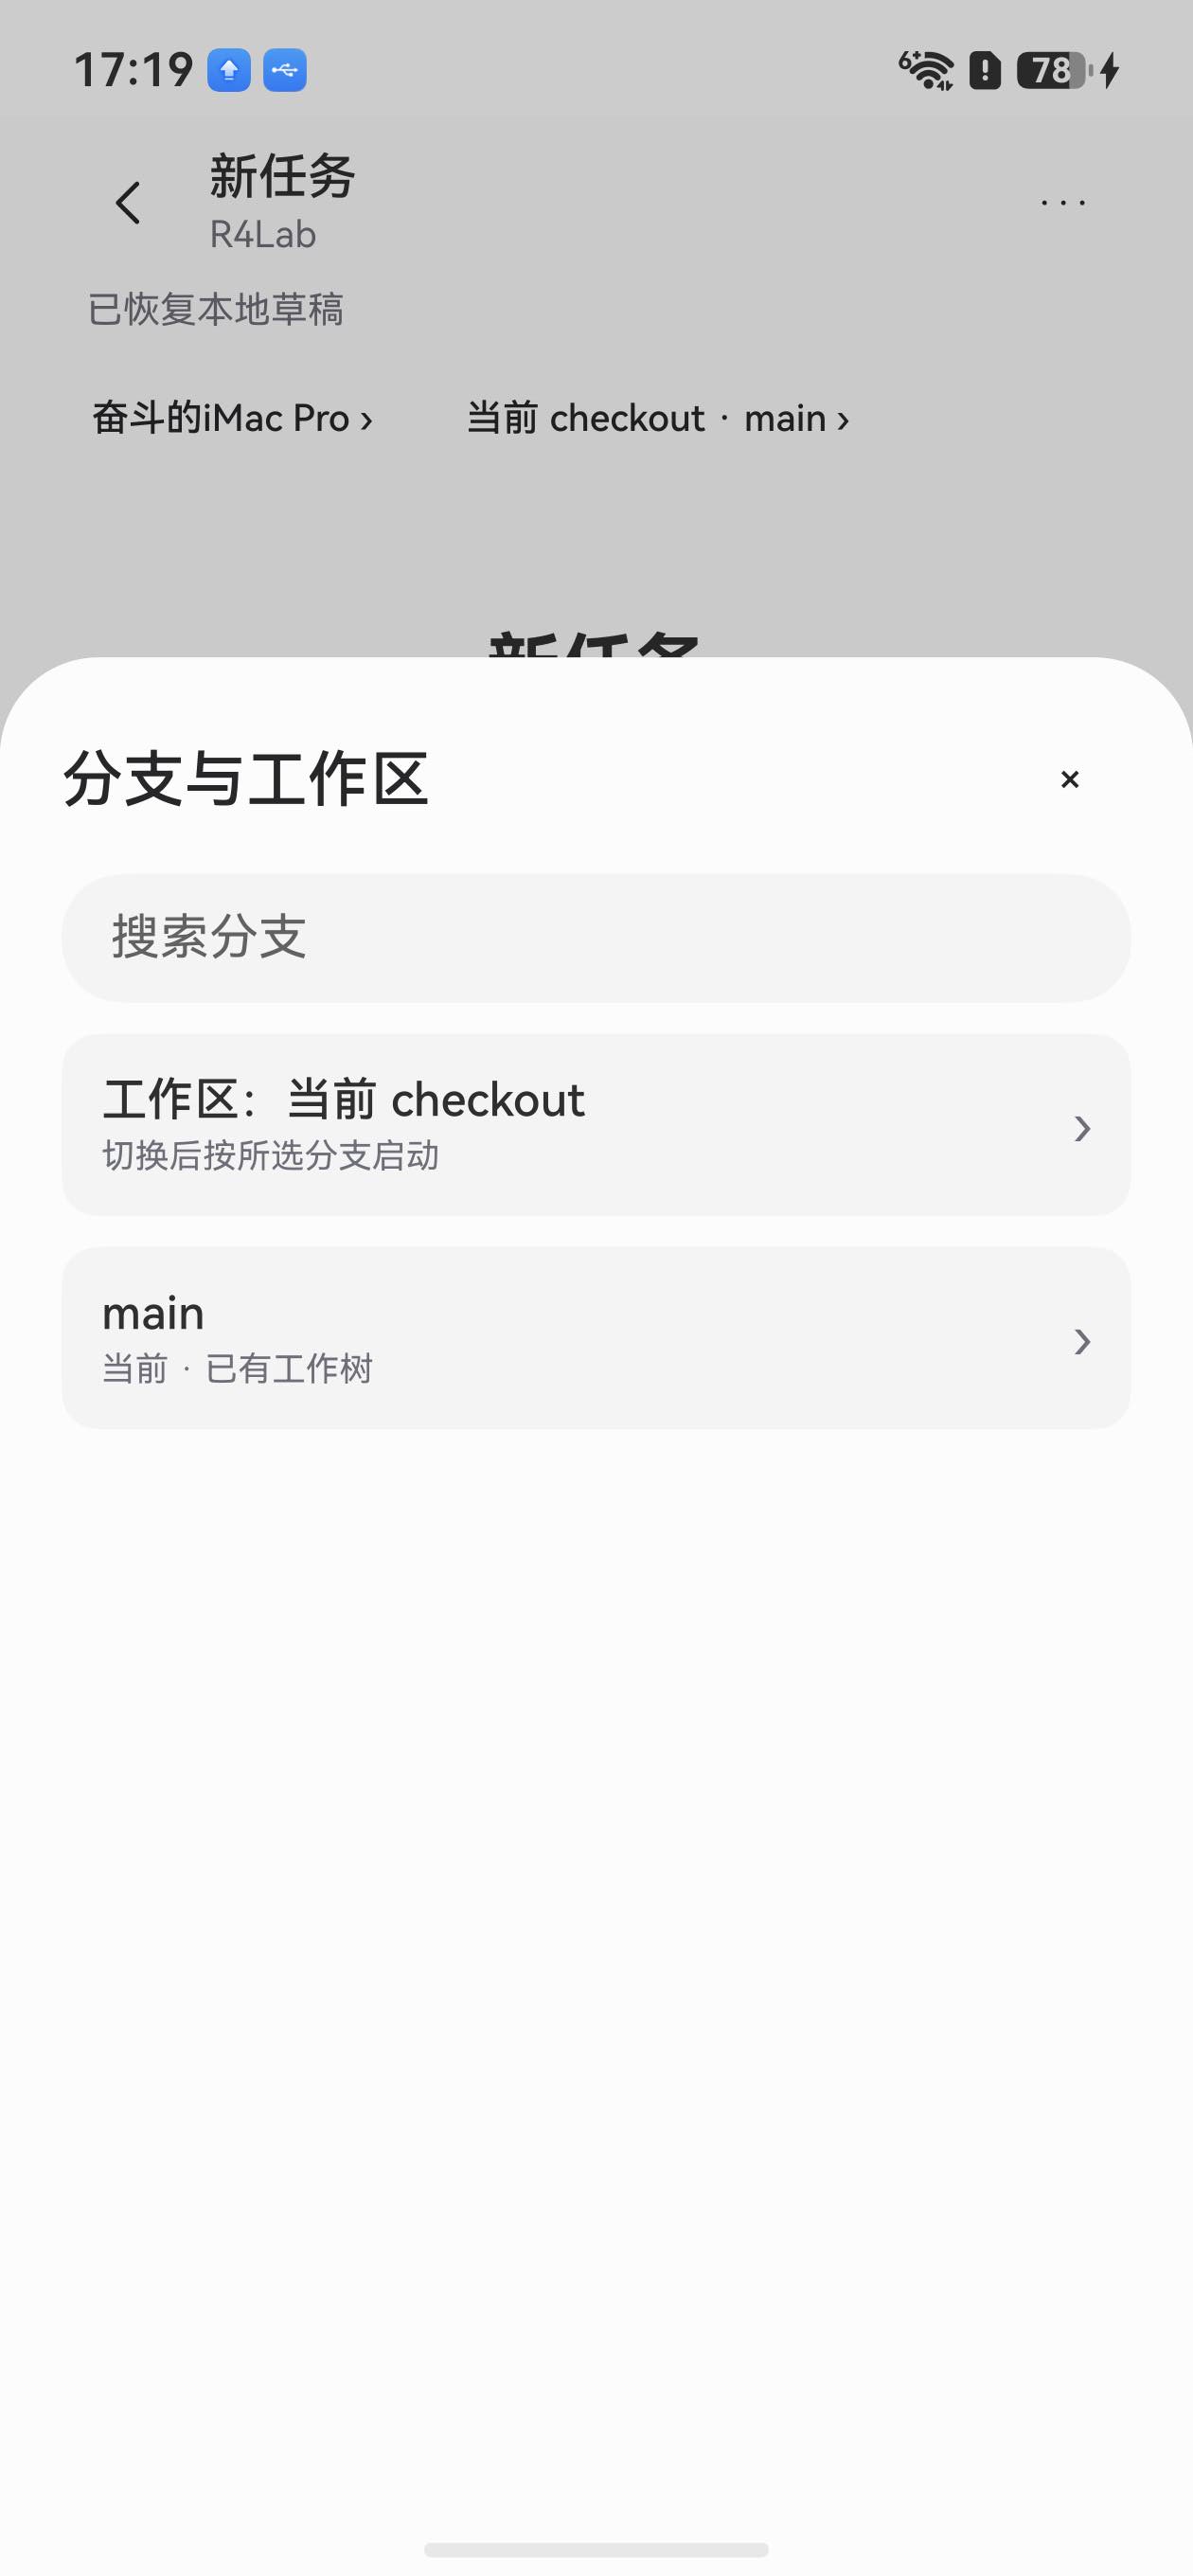 17:19
78
新任务
R4Lab
已恢复本地草稿
奋斗的iMac Pro ›
当前 checkout · main ›
新任务
分支与工作区
×
搜索分支
工作区：当前 checkout
切换后按所选分支启动
main
当前 · 已有工作树